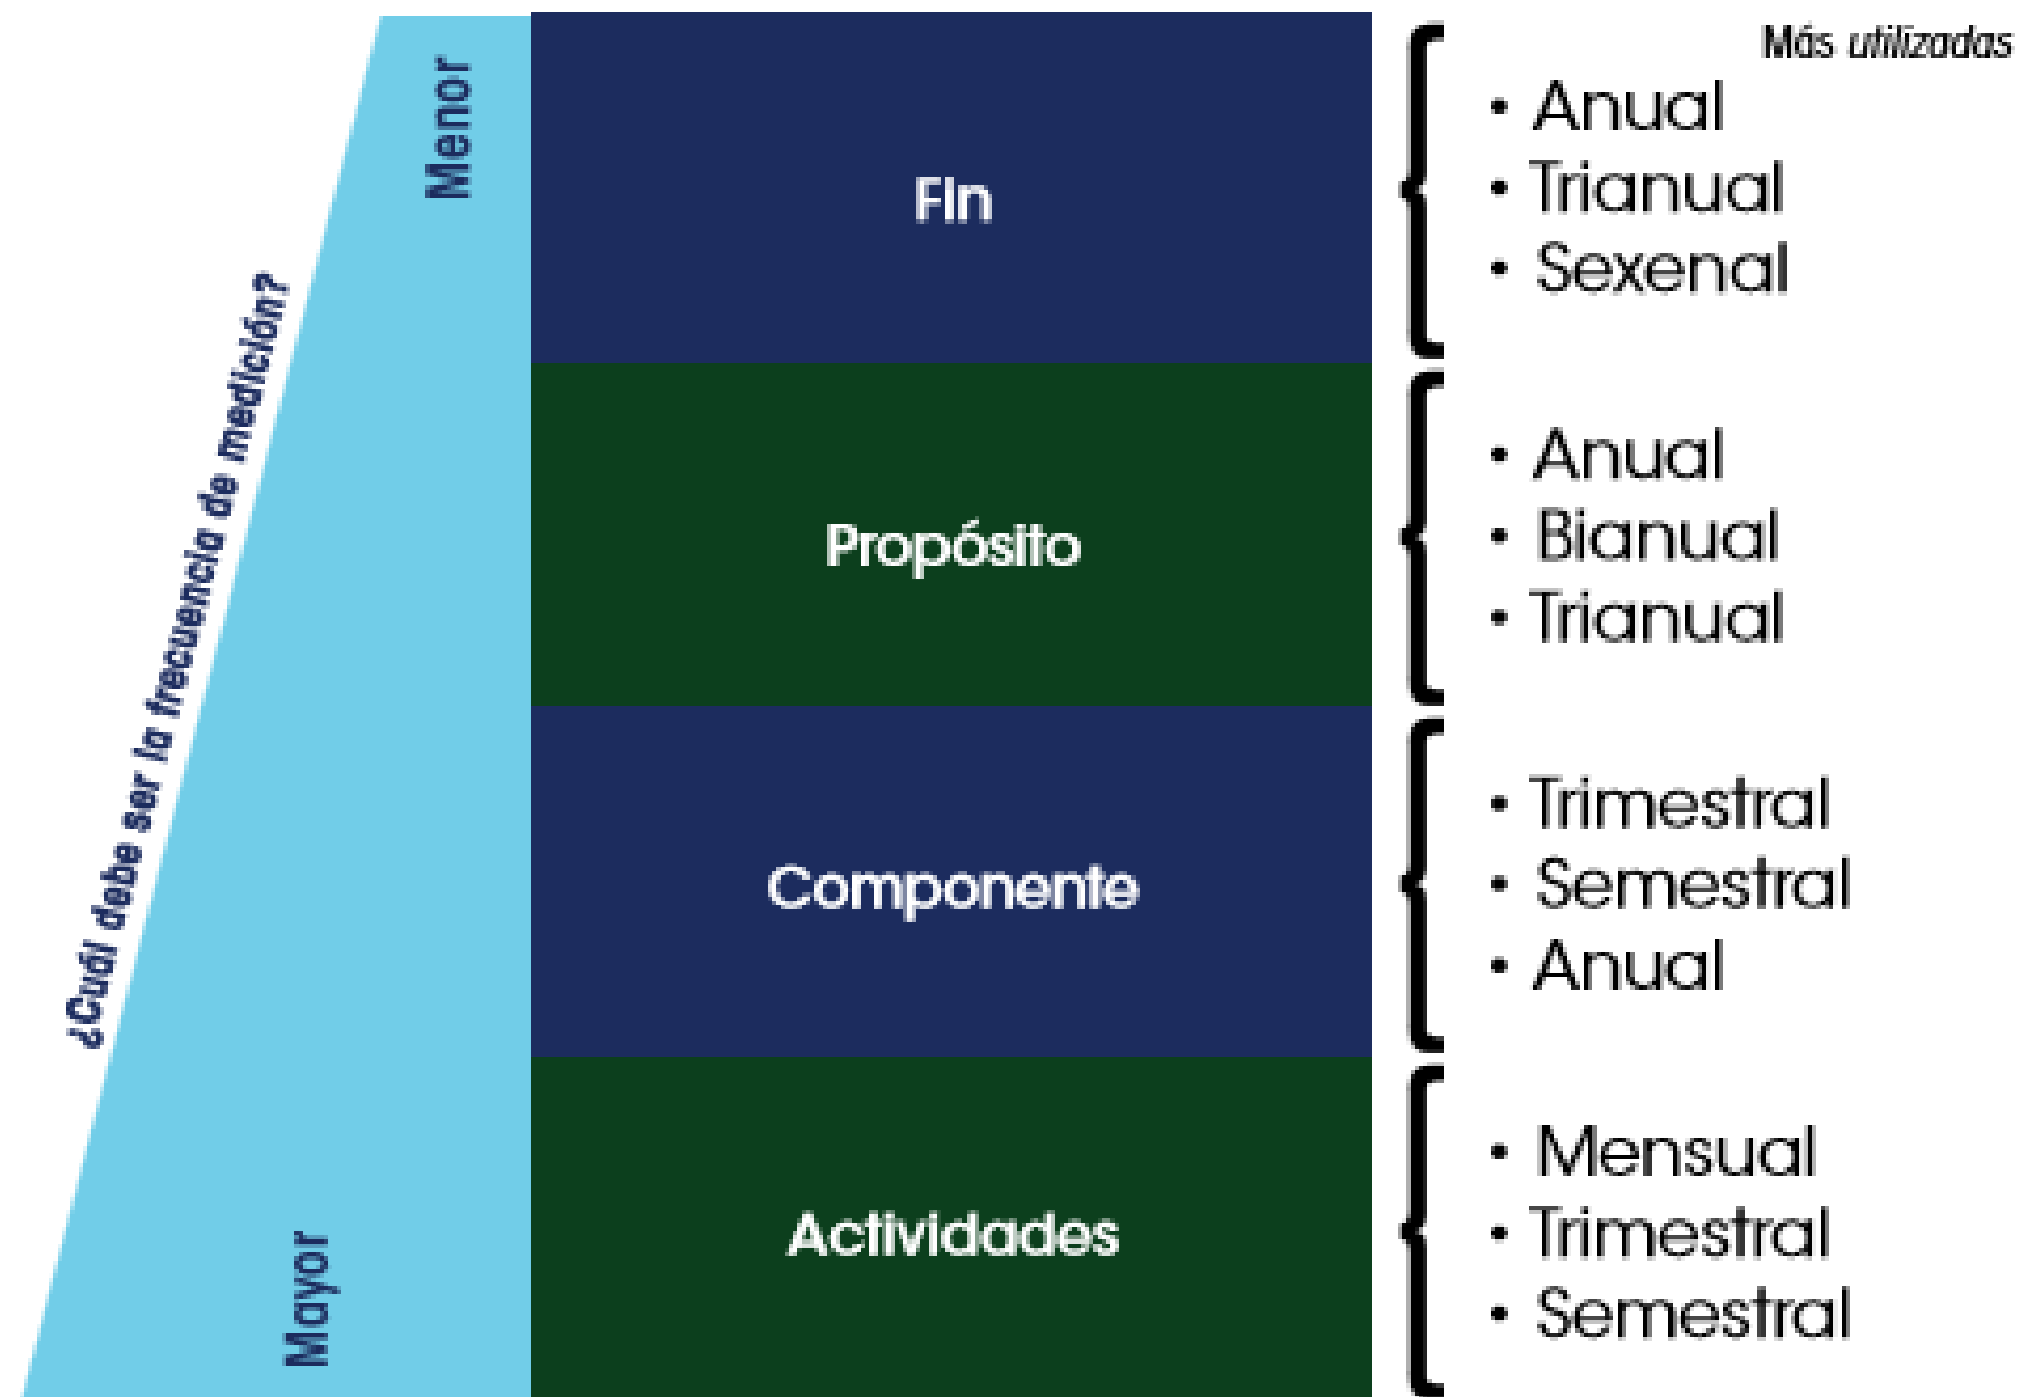 ¿Cuál debe ser la frecuencia de medición?
Menor
Mayor
Fin
Propósito
Componente
Actividades
Más utilizadas
• Anual
• Trianual
• Sexenal
• Anual
• Bianual
• Trianual
• Trimestral
• Semestral
• Anual
• Mensual
• Trimestral
• Semestral